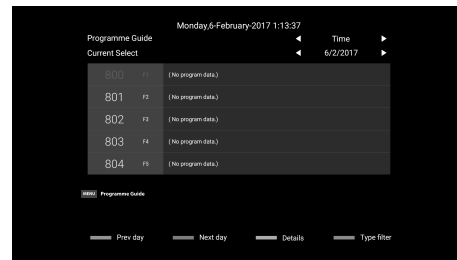 Monday,6-February-2017 1:13:37
Programme Guide ◀ Time ▶
Current Select ◀ 6/2/2017 ▶
800 F1 ( No program data.)
801 F2 ( No program data.)
802 F3 ( No program data.)
803 F4 ( No program data.)
804 F5 ( No program data.)
MENU Programme Guide
Prev day Next day Details Type filter